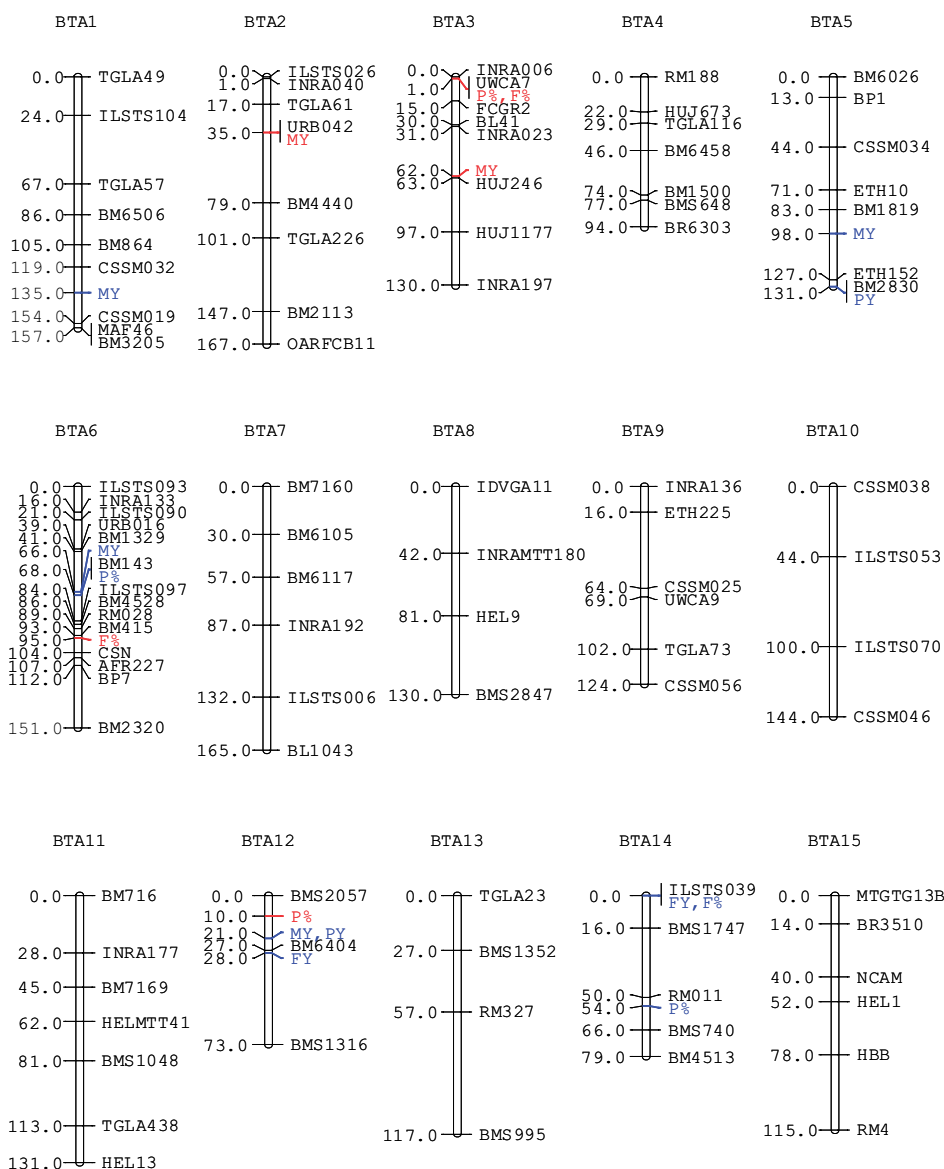 BTA1
0.0 TGLA49
24.0 ILSTS104
67.0 TGLA57
86.0 BM6506
105.0 BM864
119.0 CSSM032
135.0 MY
154.0 CSSM019
157.0 MAF46
BM3205
BTA2
0.0 ILSTS026
1.0 INRA040
17.0 TGLA61
35.0 URB042
MY
79.0 BM4440
101.0 TGLA226
147.0 BM2113
167.0 OARFCB11
BTA3
0.0 INRA006
1.0 UWCA7
P%,F%
15.0 FCGR2
30.0 BL41
31.0 INRA023
62.0 MY
63.0 HUJ246
97.0 HUJ1177
130.0 INRA197
BTA4
0.0 RM188
22.0 HUJ673
29.0 TGLA116
46.0 BM6458
74.0 BM1500
77.0 BMS648
94.0 BR6303
BTA5
0.0 BM6026
13.0 BP1
44.0 CSSM034
71.0 ETH10
83.0 BM1819
98.0 MY
127.0 ETH152
131.0 BM2830
PY
BTA6
0.0 ILSTS093
16.0 INRA133
21.0 ILSTS090
39.0 URB016
41.0 BM1329
66.0 MY
68.0 BM143
P%
84.0 ILSTS097
86.0 BM4528
89.0 RM028
93.0 BM415
95.0 F%
104.0 CSN
107.0 AFR227
112.0 BP7
151.0 BM2320
BTA7
0.0 BM7160
30.0 BM6105
57.0 BM6117
87.0 INRA192
132.0 ILSTS006
165.0 BL1043
BTA8
0.0 IDVGA11
42.0 INRAMTT180
81.0 HEL9
130.0 BMS2847
BTA9
0.0 INRA136
16.0 ETH225
64.0 CSSM025
69.0 UWCA9
102.0 TGLA73
124.0 CSSM056
BTA10
0.0 CSSM038
44.0 ILSTS053
100.0 ILSTS070
144.0 CSSM046
BTA11
0.0 BM716
28.0 INRA177
45.0 BM7169
62.0 HELMTT41
81.0 BMS1048
113.0 TGLA438
131.0 HEL13
BTA12
0.0 BMS2057
10.0 P%
21.0 MY,PY
27.0 BM6404
28.0 FY
73.0 BMS1316
BTA13
0.0 TGLA23
27.0 BMS1352
57.0 RM327
117.0 BMS995
BTA14
0.0 ILSTS039
FY,F%
16.0 BMS1747
50.0 RM011
54.0 P%
66.0 BMS740
79.0 BM4513
BTA15
0.0 MTGTG13B
14.0 BR3510
40.0 NCAM
52.0 HEL1
78.0 HBB
115.0 RM4